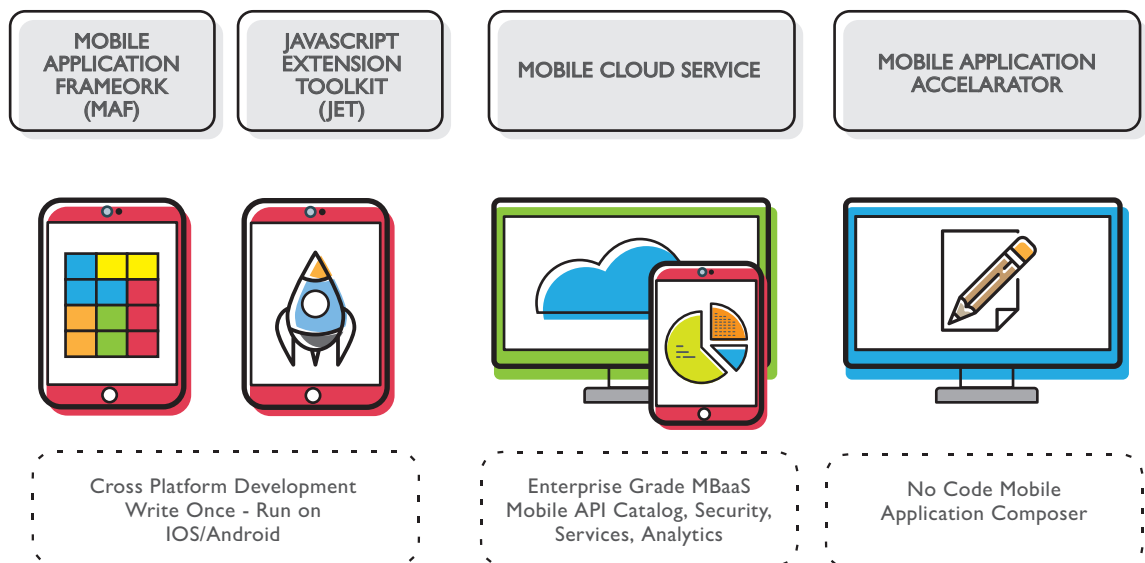 MOBILE
APPLICATION
FRAMEORK
(MAF)
JAVASCRIPT
EXTENSION
TOOLKIT
(JET)
MOBILE CLOUD SERVICE
MOBILE APPLICATION
ACCELARATOR
Cross Platform Development
Write Once - Run on
IOS/Android
Enterprise Grade MBaaS
Mobile API Catalog, Security,
Services, Analytics
No Code Mobile
Application Composer